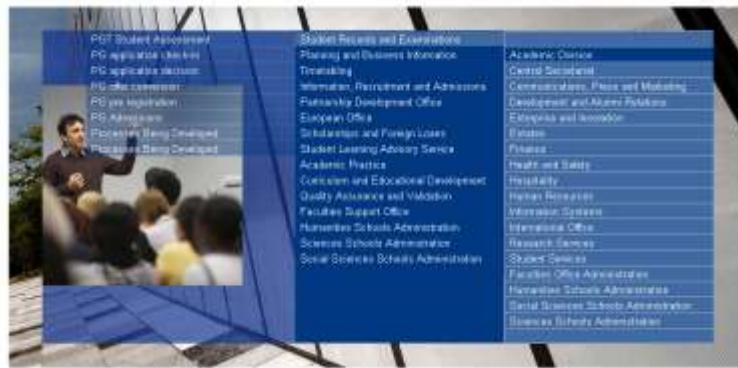 PGT Student Assessment
PG application checkin
PG application decision
PG offer conversion
PG pre registration
PG Admissions
Processes Being Developed
Processes Being Developed
Student Records and Examinations
Planning and Business Information
Timetabling
Information, Recruitment and Admissions
Partnership Development Office
European Office
Scholarships and Foreign Loans
Student Learning Advisory Service
Academic Practice
Curriculum and Educational Development
Quality Assurance and Validation
Faculties Support Office
Humanities Schools Administration
Sciences Schools Administration
Social Sciences Schools Administration
Academic Division
Central Secretariat
Communications, Press and Marketing
Development and Alumni Relations
Enterprise and Innovation
Estates
Finance
Health and Safety
Hospitality
Human Resources
Information Systems
International Office
Research Services
Student Services
Faculties Office Administration
Humanities Schools Administration
Social Sciences Schools Administration
Sciences Schools Administration